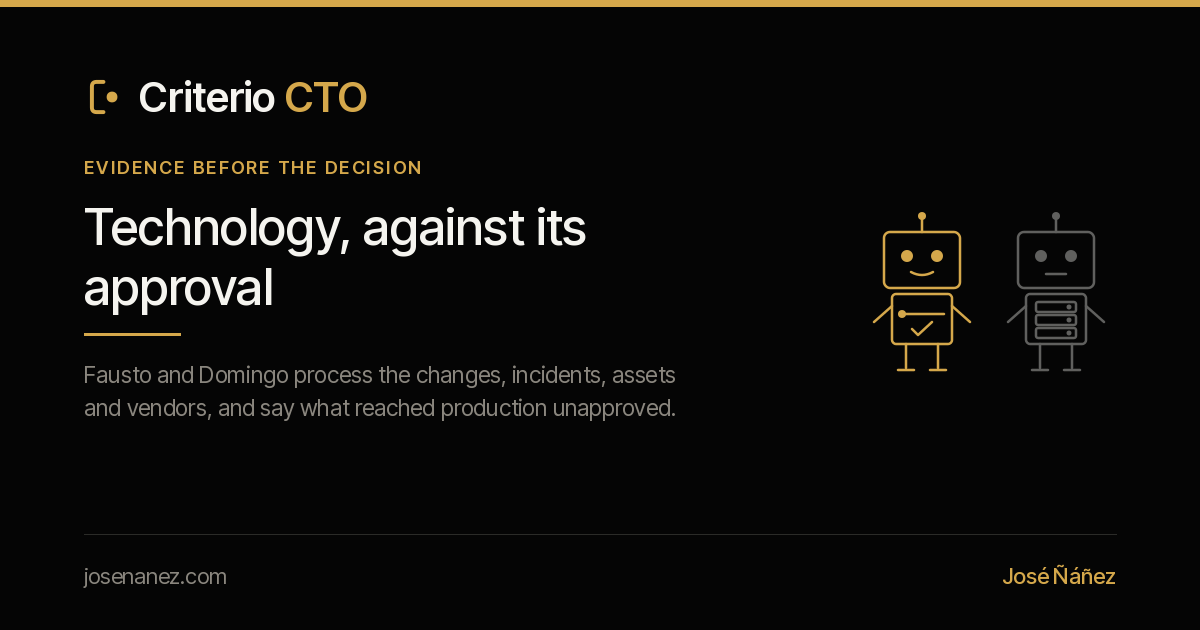 Criterio CTO
EVIDENCE BEFORE THE DECISION
Technology, against its
approval
Fausto and Domingo process the changes, incidents, assets
and vendors, and say what reached production unapproved.
josenanez.com
José Ñáñez